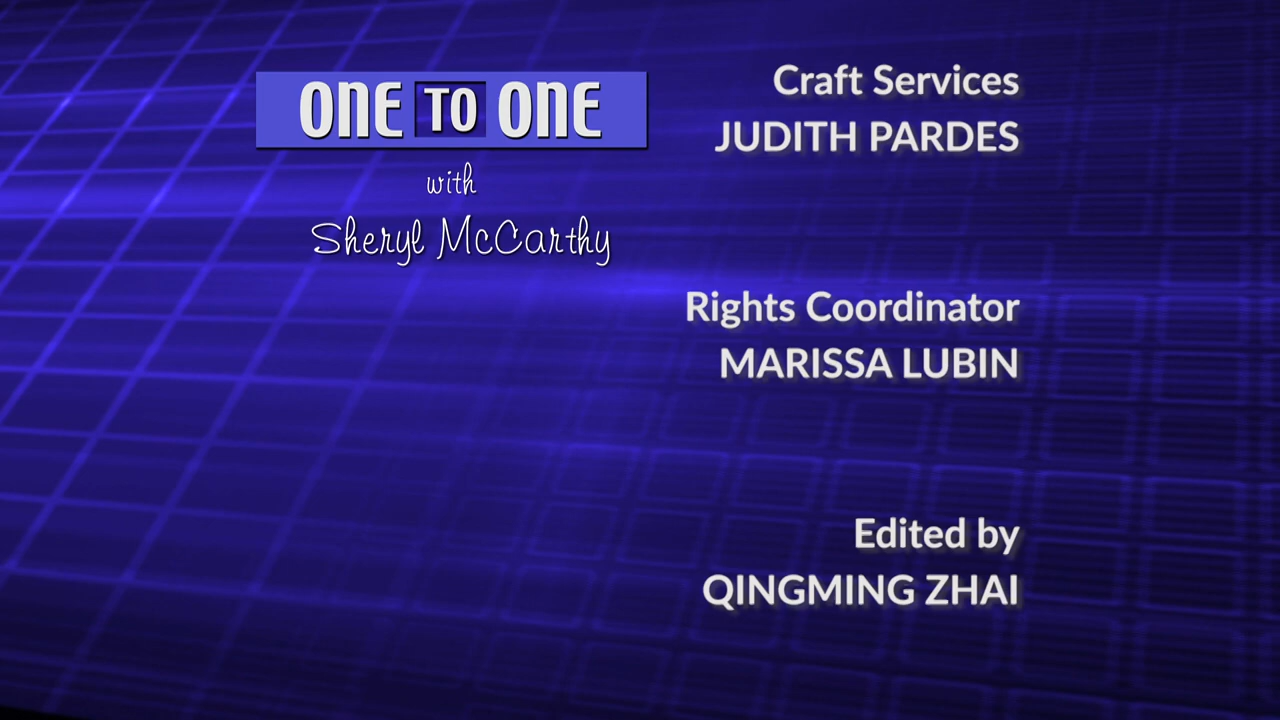 ONE TO ONE
with
Sheryl McCarthy
Craft Services
JUDITH PARDES
Rights Coordinator
MARISSA LUBIN
Edited by
QINGMING ZHAI